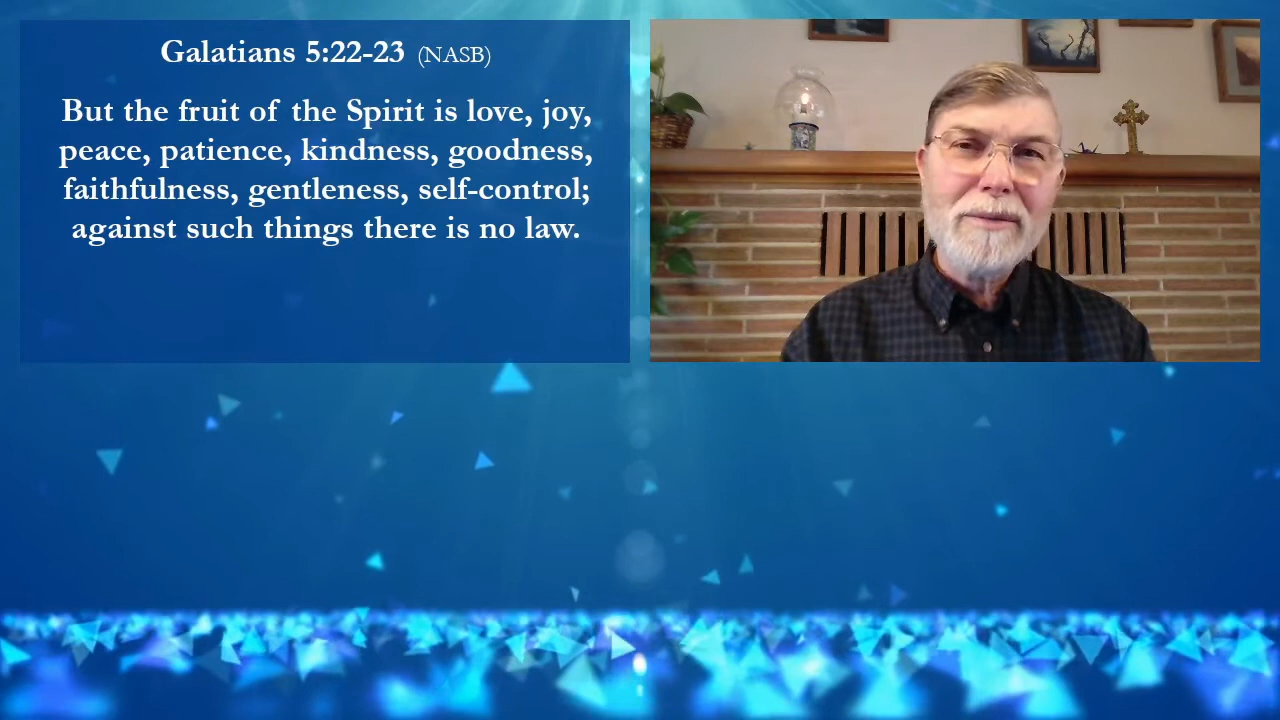 Galatians 5:22-23 (NASB)
But the fruit of the Spirit is love, joy,
peace, patience, kindness, goodness,
faithfulness, gentleness, self-control;
against such things there is no law.